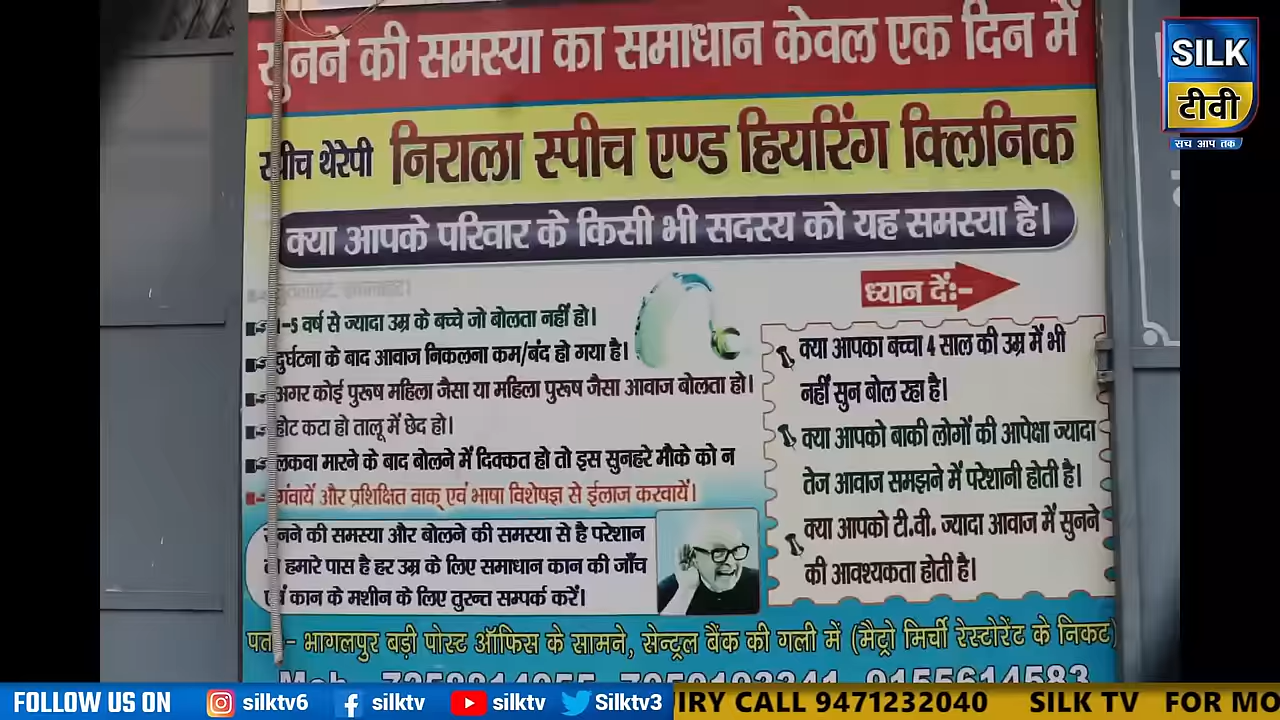 सुनने की समस्या का समाधान केवल एक दिन में
SILK
टीवी
सच आप तक
स्पीच थेरेपी निराला स्पीच एण्ड हियरिंग क्लिनिक
क्या आपके परिवार के किसी भी सदस्य को यह समस्या है।
1-5 वर्ष से ज्यादा उम्र के बच्चे जो बोलता नहीं हो।
दुर्घटना के बाद आवाज निकलना कम/बंद हो गया है।
अगर कोई पुरूष महिला जैसा या महिला पुरूष जैसा आवाज बोलता हो।
होट कटा हो तालू में छेद हो।
लकवा मारने के बाद बोलने में दिक्कत हो तो इस सुनहरे मौके को न
गंवायें और प्रशिक्षित वाक् एवं भाषा विशेषज्ञ से ईलाज करवायें।
सुनने की समस्या और बोलने की समस्या से है परेशान
तो हमारे पास है हर उम्र के लिए समाधान कान की जाँच
एवं कान के मशीन के लिए तुरन्त सम्पर्क करें।
ध्यान दें:-
क्या आपका बच्चा 4 साल की उम्र में भी
नहीं सुन बोल रहा है।
क्या आपको बाकी लोगों की आपेक्षा ज्यादा
तेज आवाज समझने में परेशानी होती है।
क्या आपको टी.वी. ज्यादा आवाज में सुनने
की आवश्यकता होती है।
पता:- भागलपुर बड़ी पोस्ट ऑफिस के सामने, सेन्ट्रल बैंक की गली में (मैट्रो मिर्ची रेस्टोरेंट के निकट)
Mob
FOLLOW US ON silktv6 silktv silktv Silktv3 IRY CALL 9471232040 SILK TV FOR MO